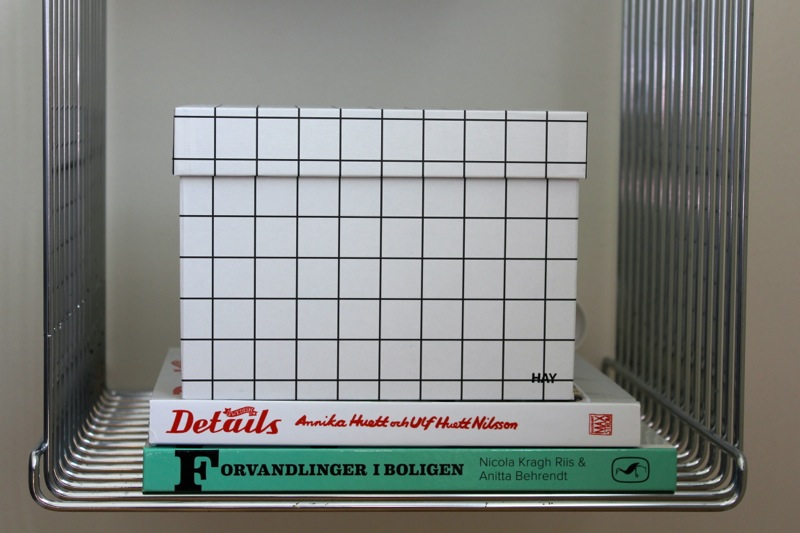 HAY
Details
Annika Huett och Ulf Huett Nilsson
FORVANDLINGER I BOLIGEN
Nicola Kragh Riis &
Anitta Behrendt